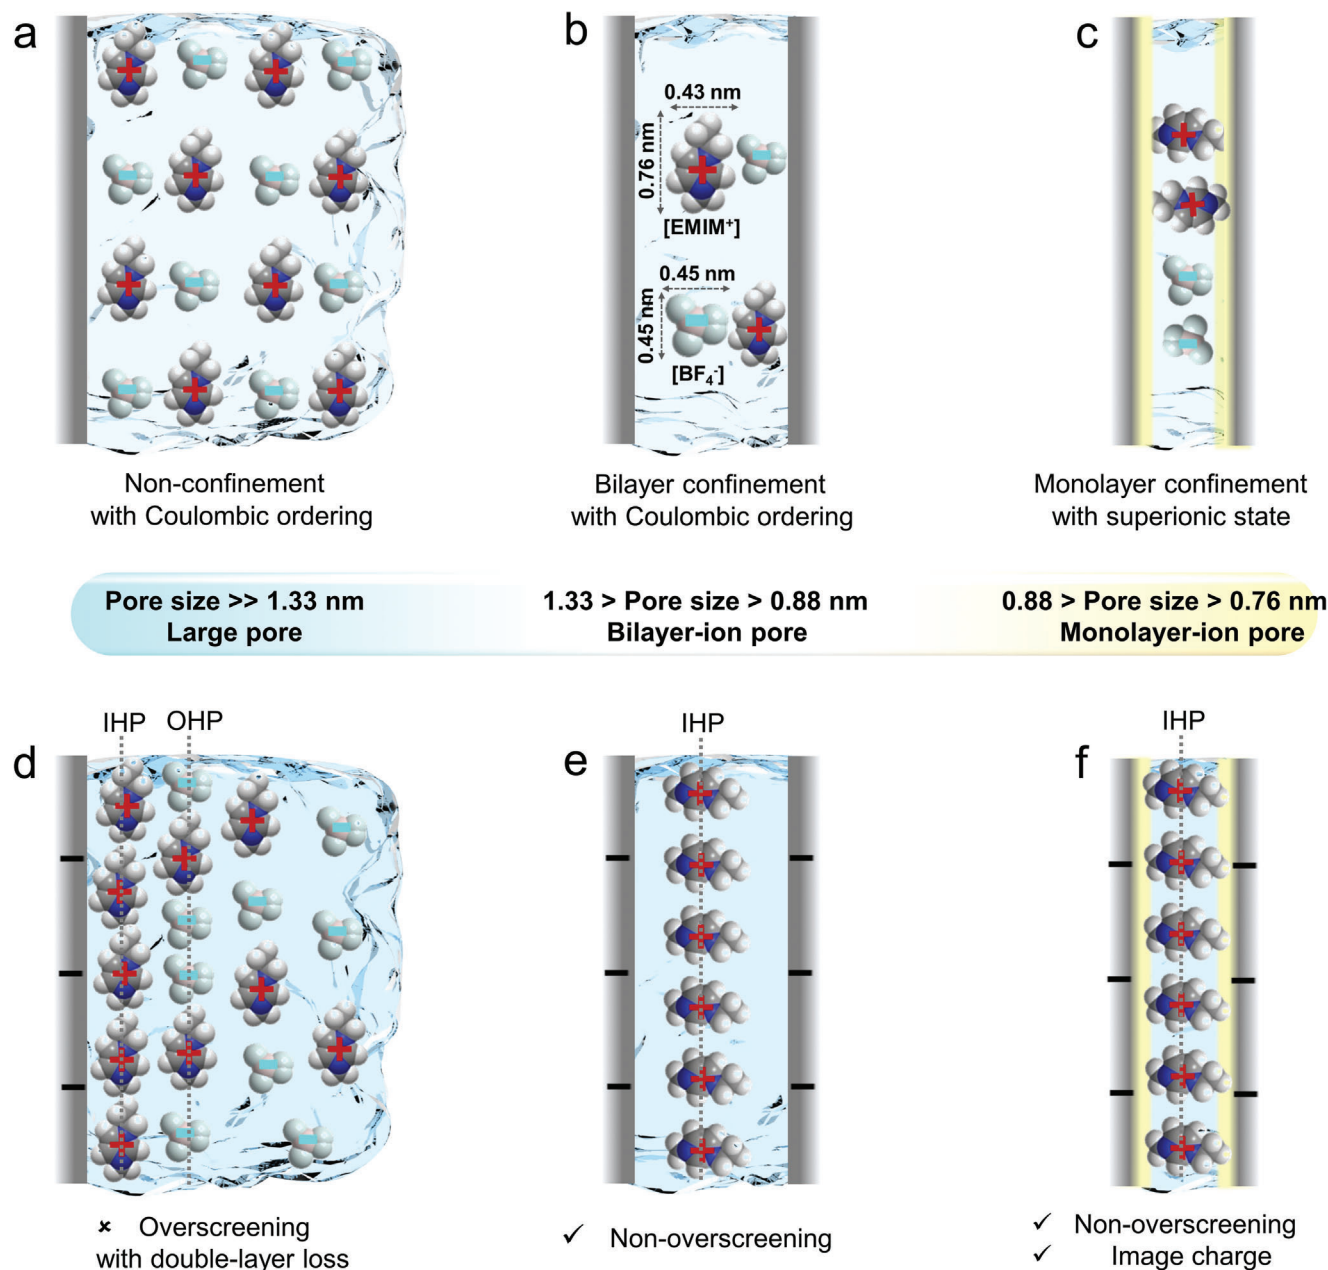 a
b
c
0.43 nm
0.76 nm
[EMIM⁺]
0.45 nm
0.45 nm
[BF₄⁻]
Non-confinement
with Coulombic ordering
Bilayer confinement
with Coulombic ordering
Monolayer confinement
with superionic state
Pore size >> 1.33 nm
Large pore
1.33 > Pore size > 0.88 nm
Bilayer-ion pore
0.88 > Pore size > 0.76 nm
Monolayer-ion pore
d
IHP
OHP
e
IHP
f
IHP
✘ Overscreening
with double-layer loss
✓ Non-overscreening
✓ Non-overscreening
✓ Image charge